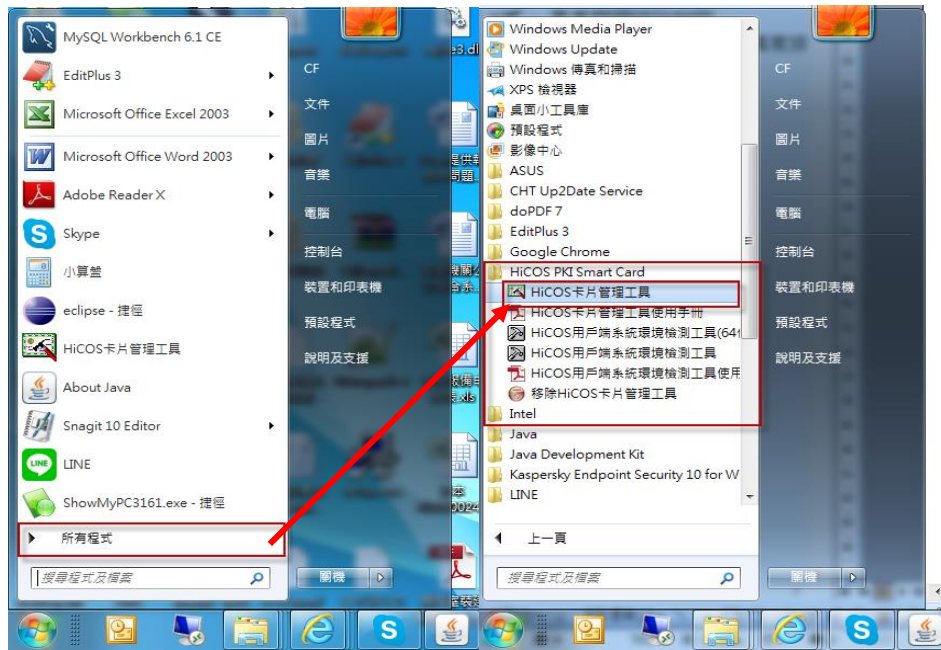 MySQL Workbench 6.1 CE
EditPlus 3
Microsoft Office Excel 2003
Microsoft Office Word 2003
Adobe Reader X
Skype
小算盤
eclipse - 捷徑
HiCOS卡片管理工具
About Java
Snagit 10 Editor
LINE
ShowMyPC3161.exe - 捷徑
所有程式
搜尋程式及檔案
CF
文件
圖片
音樂
電腦
控制台
裝置和印表機
預設程式
說明及支援
關機
Windows Media Player
Windows Update
Windows 傳真和掃描
XPS 檢視器
桌面小工具庫
預設程式
影像中心
ASUS
CHT Up2Date Service
doPDF 7
EditPlus 3
Google Chrome
HiCOS PKI Smart Card
HiCOS卡片管理工具
HiCOS卡片管理工具使用手冊
HiCOS用戶端系統環境檢測工具(64
HiCOS用戶端系統環境檢測工具
HiCOS用戶端系統環境檢測工具使用
移除HiCOS卡片管理工具
Intel
Java
Java Development Kit
Kaspersky Endpoint Security 10 for W
LINE
上一頁
搜尋程式及檔案
CF
文件
圖片
音樂
電腦
控制台
裝置和印表機
預設程式
說明及支援
關機